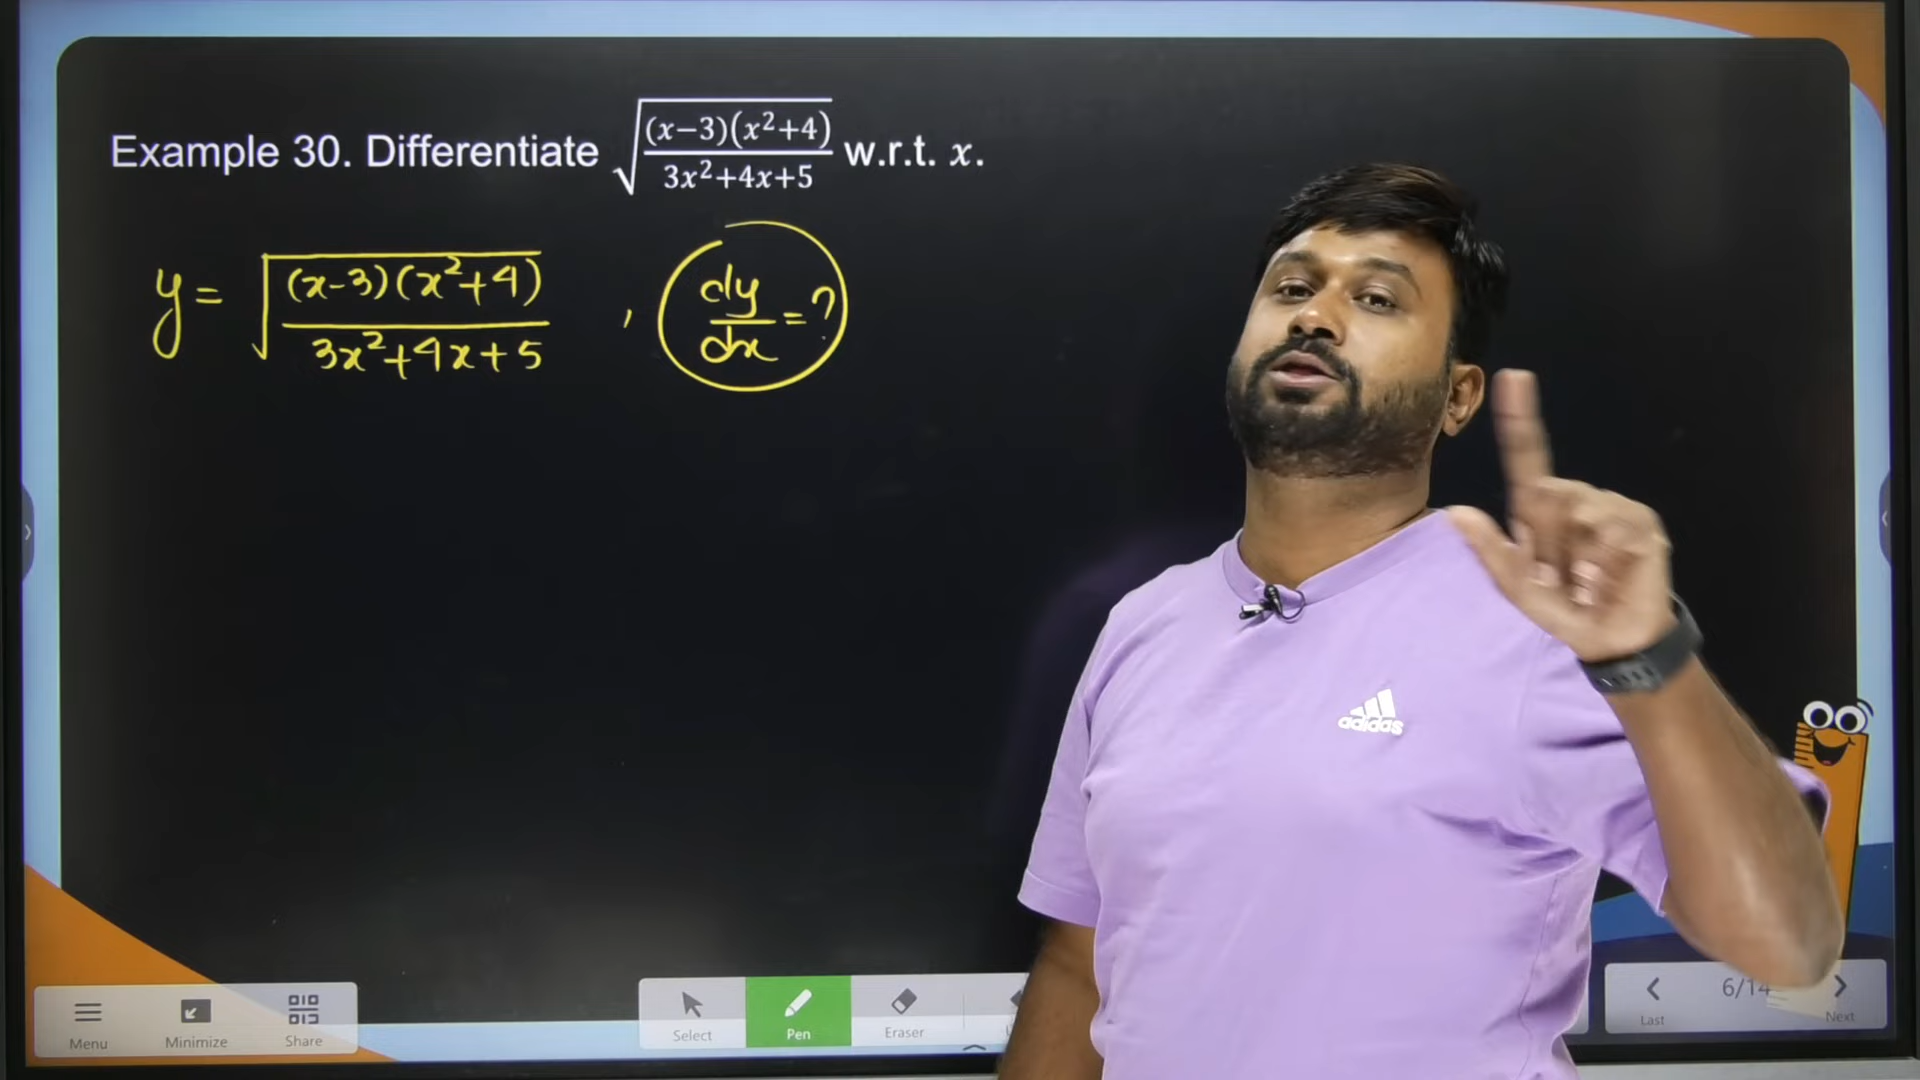 Example 30. Differentiate √((x−3)(x²+4)/(3x²+4x+5)) w.r.t. x.
y = √((x-3)(x²+4)/(3x²+4x+5)) , dy/dx = ?
adidas
Menu
Minimize
Share
Select
Pen
Eraser
Last
6/14
Next